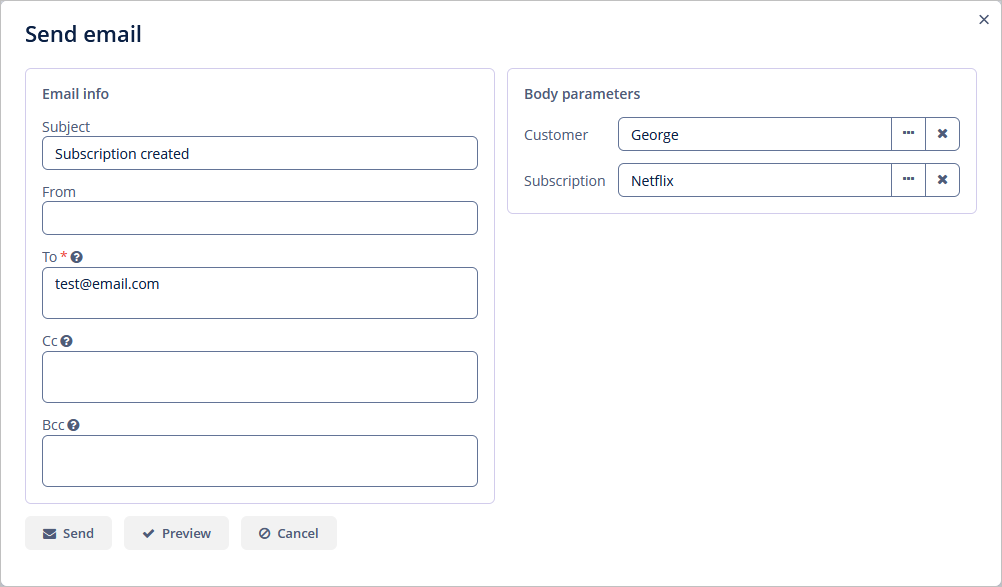 Send email
Email info
Subject
Subscription created
From
To *
test@email.com
Cc
Bcc
Body parameters
Customer George
Subscription Netflix
Send Preview Cancel